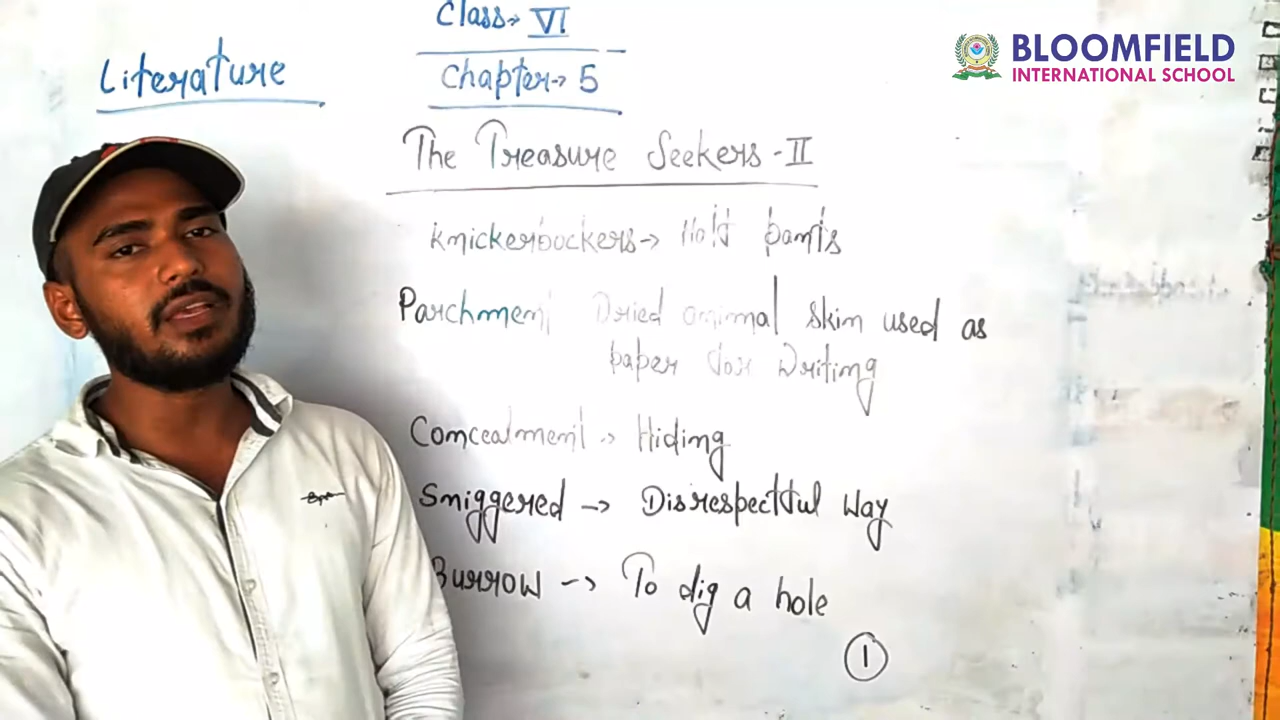 Class → VI
Literature
Chapter → 5
BLOOMFIELD
INTERNATIONAL SCHOOL
The Treasure Seekers - II
Knickerbuckers → Hold pants
Parchment Dried animal skin used as
paper for writing
Concealment → Hiding
Sniggered → Disrespectful way
Burrow → To dig a hole
1